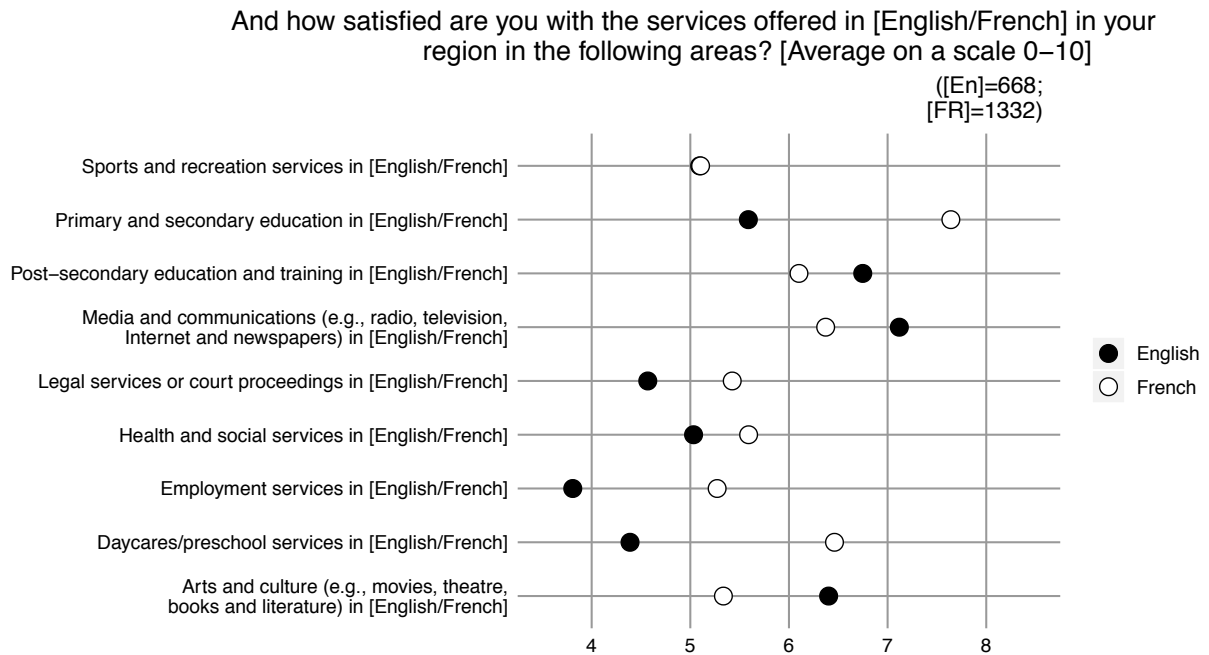 And how satisfied are you with the services offered in [English/French] in your
region in the following areas? [Average on a scale 0–10]
([En]=668;
[FR]=1332)
Sports and recreation services in [English/French]
Primary and secondary education in [English/French]
Post–secondary education and training in [English/French]
Media and communications (e.g., radio, television,
Internet and newspapers) in [English/French]
Legal services or court proceedings in [English/French]
Health and social services in [English/French]
Employment services in [English/French]
Daycares/preschool services in [English/French]
Arts and culture (e.g., movies, theatre,
books and literature) in [English/French]
English
French
4 5 6 7 8